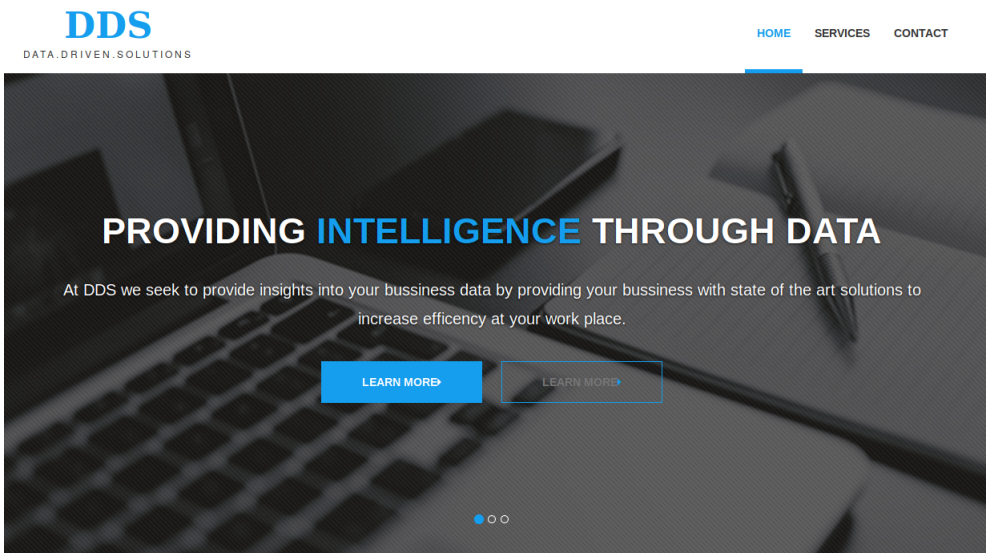 DDS
DATA.DRIVEN.SOLUTIONS
HOME SERVICES CONTACT
PROVIDING INTELLIGENCE THROUGH DATA
At DDS we seek to provide insights into your bussiness data by providing your bussiness with state of the art solutions to
increase efficency at your work place.
LEARN MORE LEARN MORE